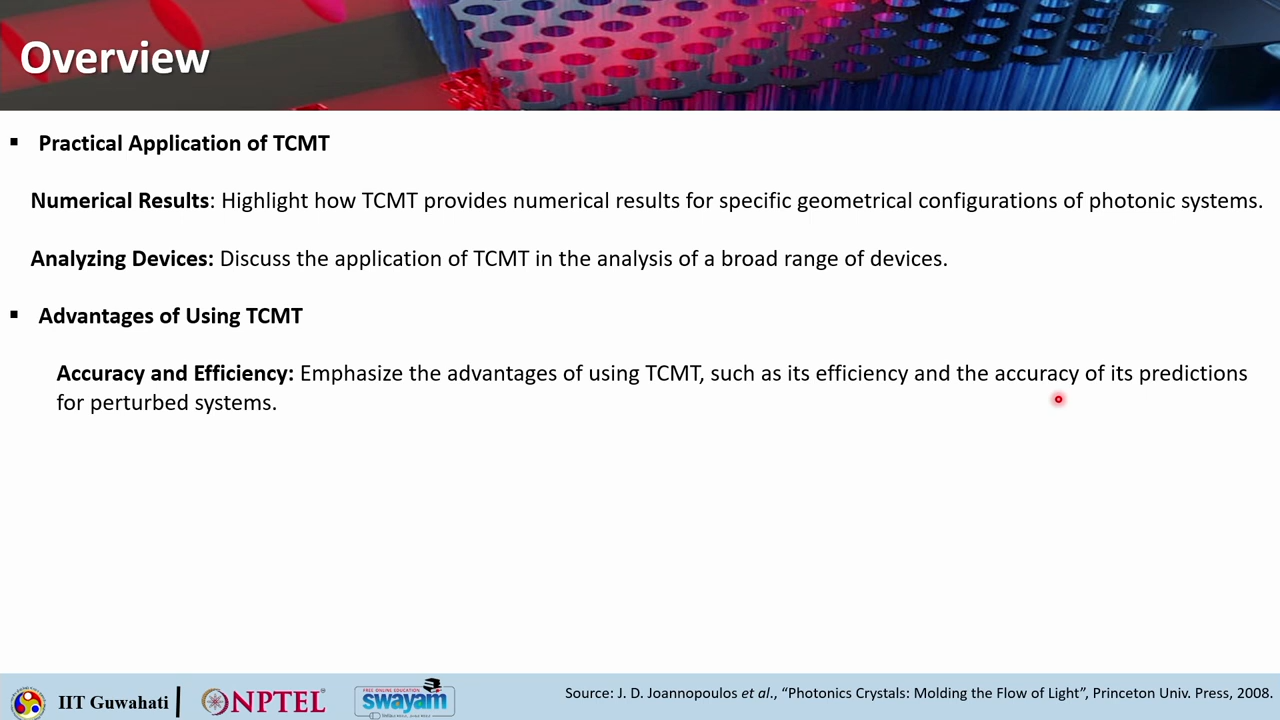 Overview
▪ Practical Application of TCMT
Numerical Results: Highlight how TCMT provides numerical results for specific geometrical configurations of photonic systems.
Analyzing Devices: Discuss the application of TCMT in the analysis of a broad range of devices.
▪ Advantages of Using TCMT
Accuracy and Efficiency: Emphasize the advantages of using TCMT, such as its efficiency and the accuracy of its predictions
for perturbed systems.
IIT Guwahati
NPTEL
FREE ONLINE EDUCATION
swayam
Source: J. D. Joannopoulos et al., “Photonics Crystals: Molding the Flow of Light”, Princeton Univ. Press, 2008.